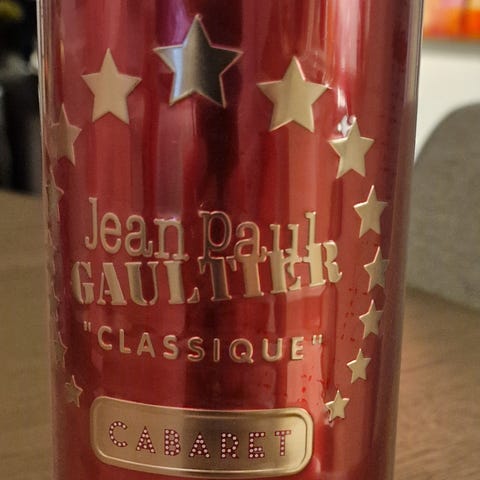 Jean Paul
GAULTIER
"CLASSIQUE"
CABARET